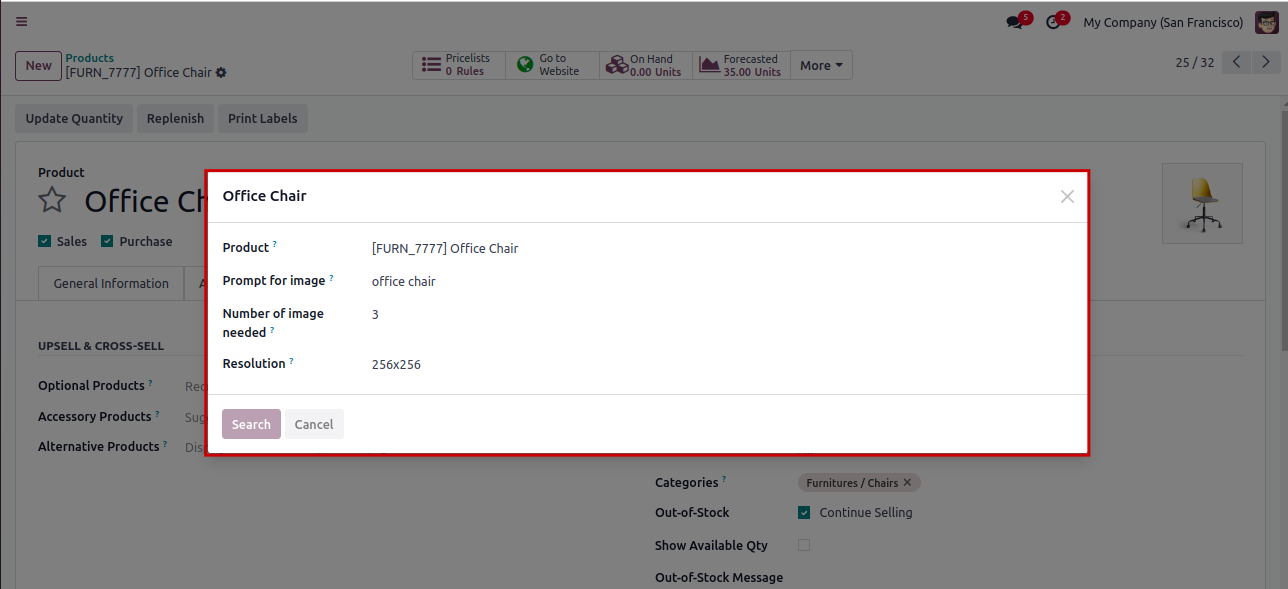 5
2
My Company (San Francisco)
New
Products
[FURN_7777] Office Chair
Pricelists
0 Rules
Go to
Website
On Hand
0.00 Units
Forecasted
35.00 Units
More
25 / 32
Update Quantity
Replenish
Print Labels
Product
Office
Sales
Purchase
General Information
UPSELL & CROSS-SELL
Optional Products ?
Accessory Products ?
Alternative Products ?
Office Chair
Product ?
[FURN_7777] Office Chair
Prompt for image ?
office chair
Number of image
needed ?
3
Resolution ?
256x256
Search
Cancel
Categories ?
Furnitures / Chairs ✕
Out-of-Stock
Continue Selling
Show Available Qty
Out-of-Stock Message